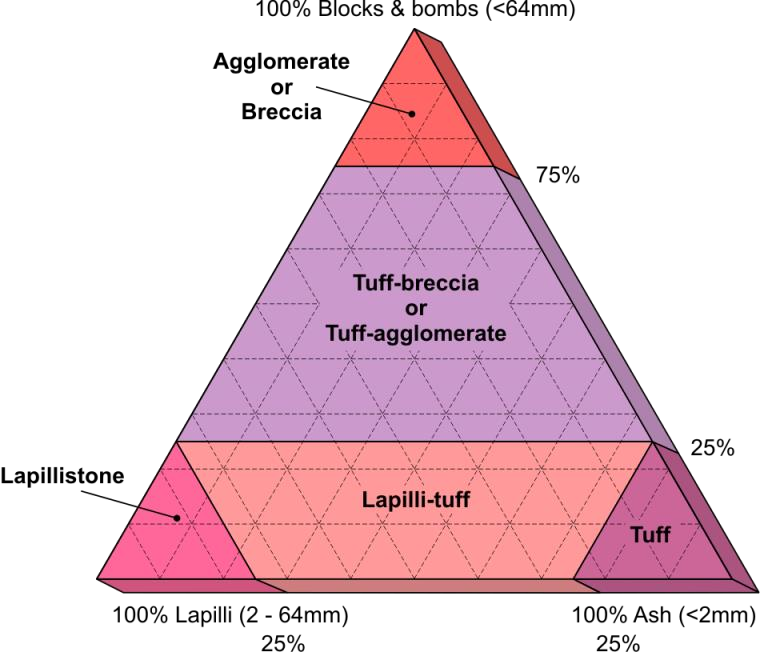 100% Blocks & bombs (<64mm)
Agglomerate
or
Breccia
75%
Tuff-breccia
or
Tuff-agglomerate
25%
Lapillistone
Lapilli-tuff
Tuff
100% Lapilli (2 - 64mm)
100% Ash (<2mm)
25%
25%